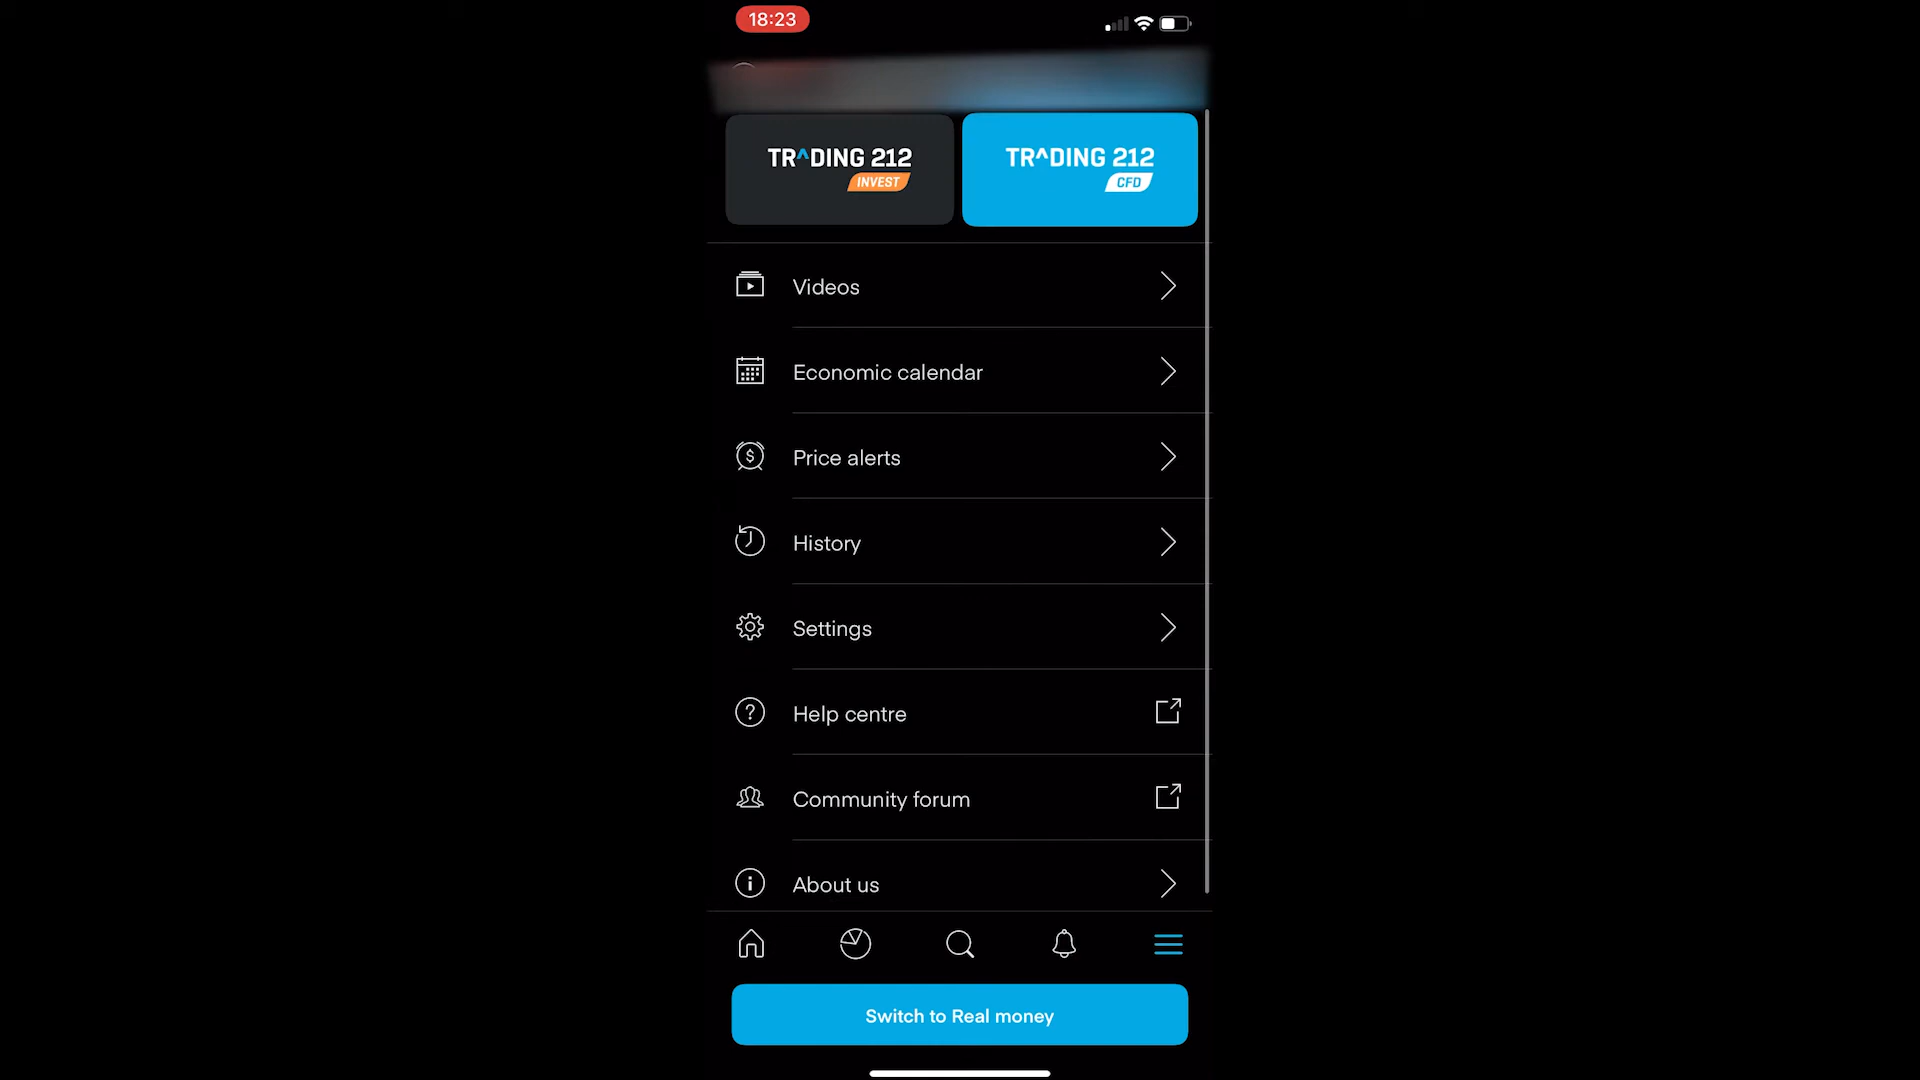 18:23
TR^DING 212
INVEST
TR^DING 212
CFD
Videos
Economic calendar
Price alerts
History
Settings
Help centre
Community forum
About us
Switch to Real money